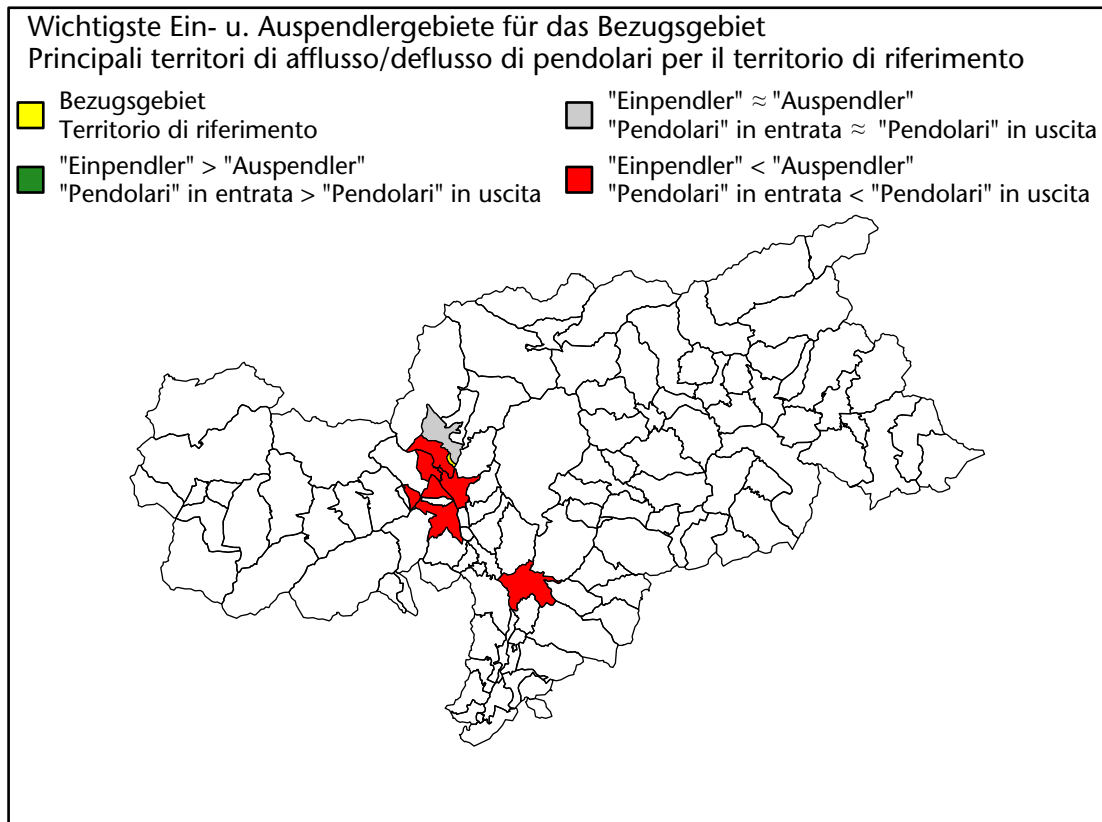 Wichtigste Ein- u. Auspendlergebiete für das Bezugsgebiet
Principali territori di afflusso/deflusso di pendolari per il territorio di riferimento
Bezugsgebiet
Territorio di riferimento
"Einpendler" > "Auspendler"
"Pendolari" in entrata > "Pendolari" in uscita
"Einpendler" ≈ "Auspendler"
"Pendolari" in entrata ≈ "Pendolari" in uscita
"Einpendler" < "Auspendler"
"Pendolari" in entrata < "Pendolari" in uscita